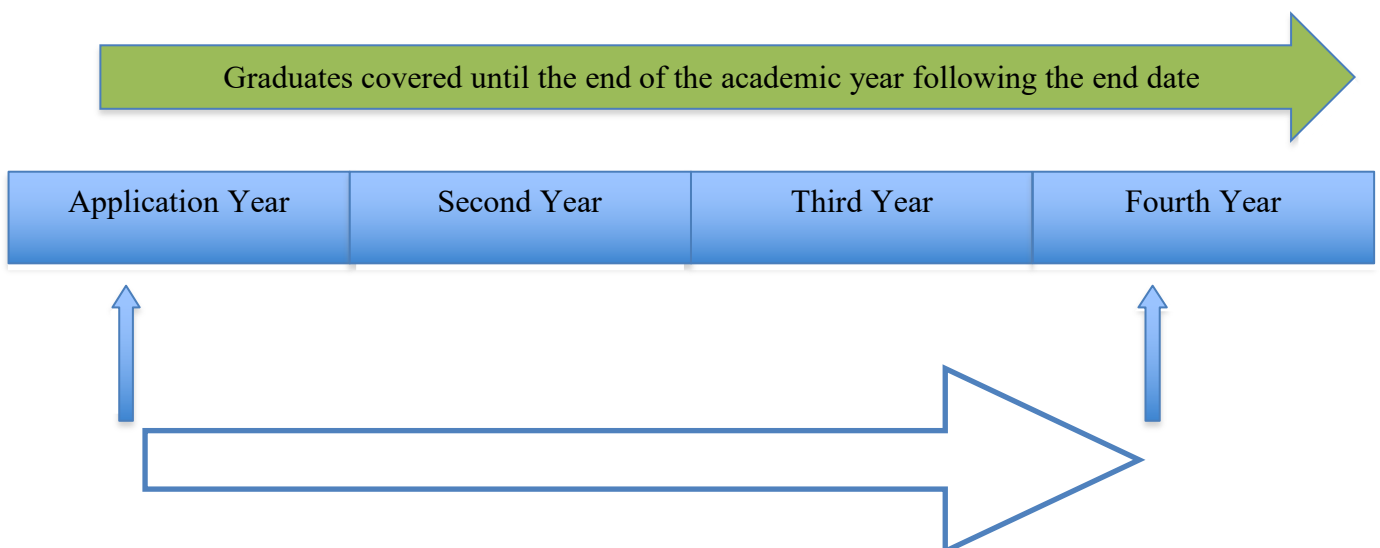 Graduates covered until the end of the academic year following the end date
Application Year
Second Year
Third Year
Fourth Year